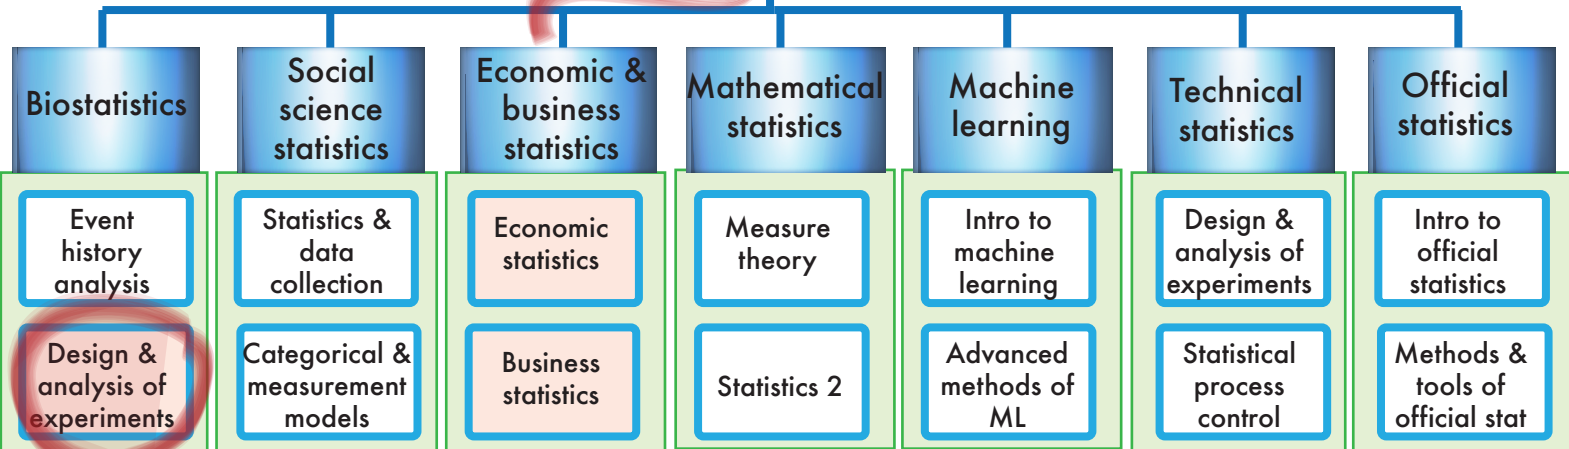 Biostatistics
Event
history
analysis
Design &
analysis of
experiments
Social
science
statistics
Statistics &
data
collection
Categorical &
measurement
models
Economic &
business
statistics
Economic
statistics
Business
statistics
Mathematical
statistics
Measure
theory
Statistics 2
Machine
learning
Intro to
machine
learning
Advanced
methods of
ML
Technical
statistics
Design &
analysis of
experiments
Statistical
process
control
Official
statistics
Intro to
official
statistics
Methods &
tools of
official stat